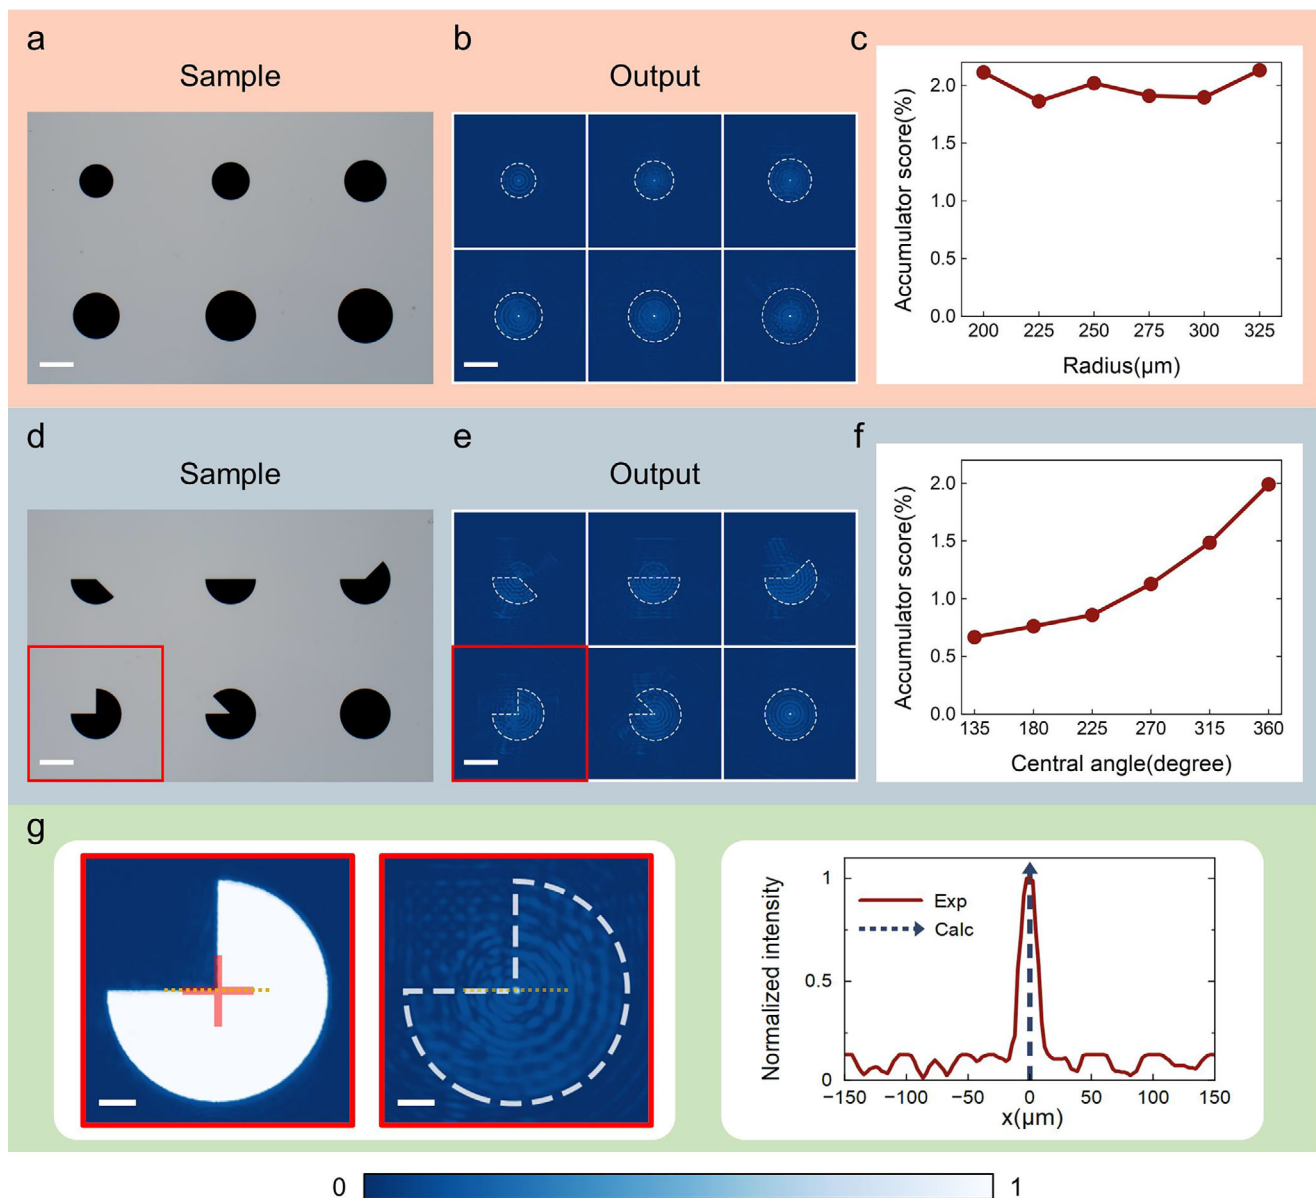 a
Sample
b
Output
c
Accumulator score(%)
2.0
1.5
1.0
0.5
0.0
200 225 250 275 300 325
Radius(μm)
d
Sample
e
Output
f
Accumulator score(%)
2.0
1.5
1.0
0.5
0.0
135 180 225 270 315 360
Central angle(degree)
g
Normalized intensity
1
0.5
0
Exp
Calc
−150 −100 −50 0 50 100 150
x(μm)
0 1